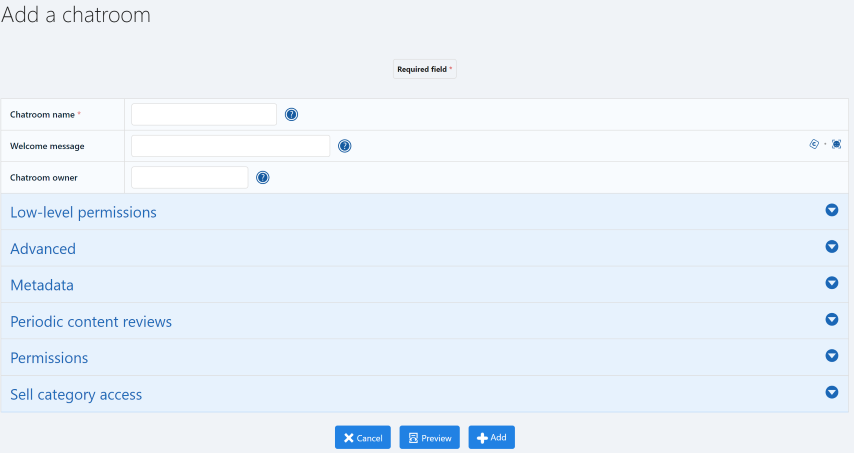 Add a chatroom
Required field *
Chatroom name *
Welcome message
Chatroom owner
Low-level permissions
Advanced
Metadata
Periodic content reviews
Permissions
Sell category access
Cancel Preview Add